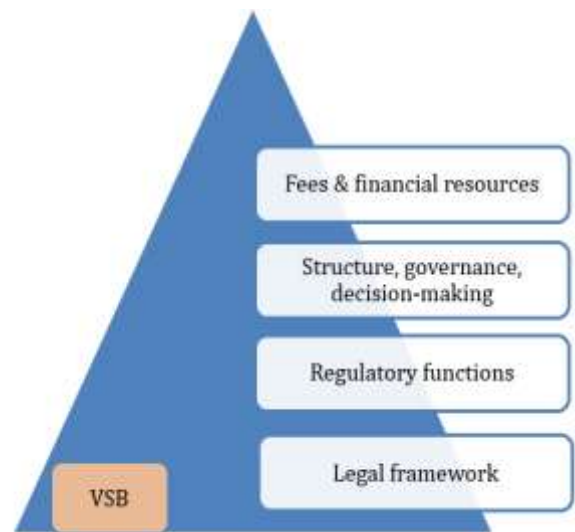 Fees & financial resources
Structure, governance,
decision-making
Regulatory functions
Legal framework
VSB